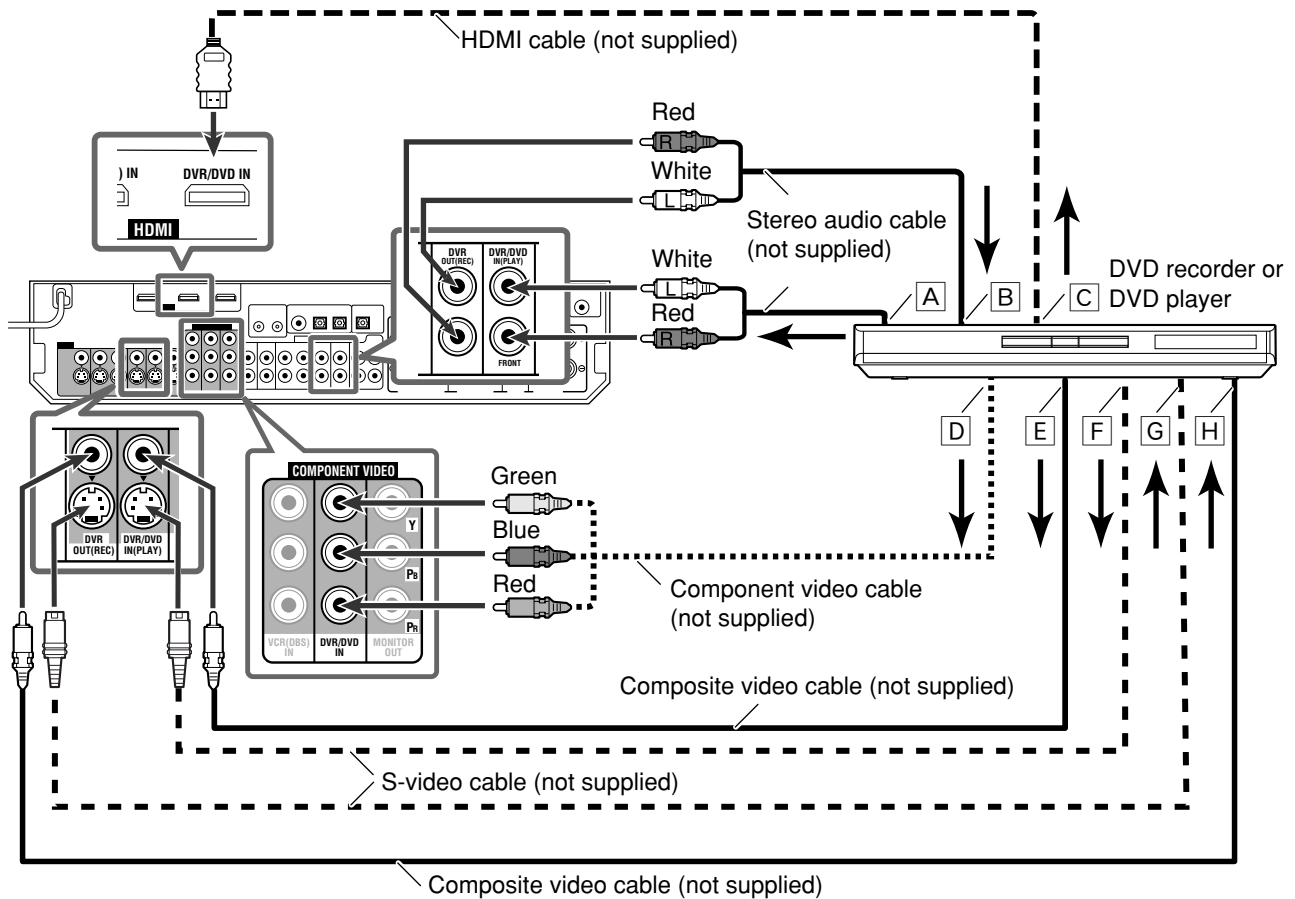 HDMI cable (not supplied)
) IN
DVR/DVD IN
HDMI
Red
R
White
L
Stereo audio cable
(not supplied)
DVR
OUT(REC)
DVR/DVD
IN(PLAY)
FRONT
White
L
Red
R
A
B
C
DVD recorder or
DVD player
D
E
F
G
H
DVR
OUT(REC)
DVR/DVD
IN(PLAY)
COMPONENT VIDEO
Y
PB
PR
VCR(DBS)
IN
DVR/DVD
IN
MONITOR
OUT
Green
Blue
Red
Component video cable
(not supplied)
Composite video cable (not supplied)
S-video cable (not supplied)
Composite video cable (not supplied)